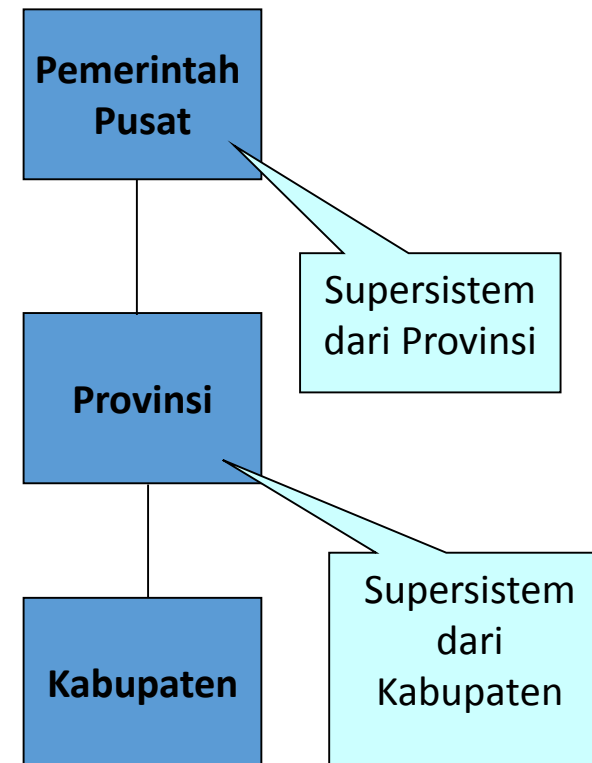 Pemerintah
Pusat
Supersistem
dari Provinsi
Provinsi
Supersistem
dari
Kabupaten
Kabupaten